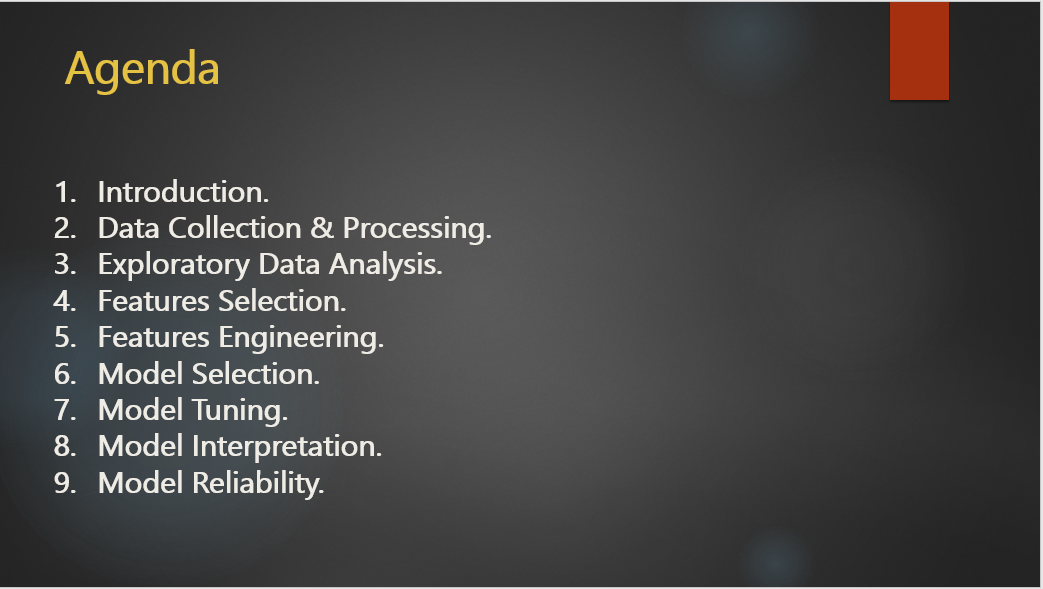 Agenda
1. Introduction.
2. Data Collection & Processing.
3. Exploratory Data Analysis.
4. Features Selection.
5. Features Engineering.
6. Model Selection.
7. Model Tuning.
8. Model Interpretation.
9. Model Reliability.